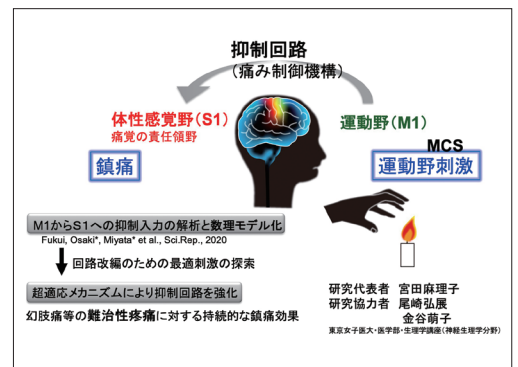 抑制回路
(痛み制御機構)
体性感覚野(S1)
痛覚の責任領野
運動野(M1)
MCS
鎮痛
運動野刺激
M1からS1への抑制入力の解析と数理モデル化
Fukui, Osaki*, Miyata* et al., Sci.Rep., 2020
回路改編のための最適刺激の探索
超適応メカニズムにより抑制回路を強化
幻肢痛等の難治性疼痛に対する持続的な鎮痛効果
研究代表者 宮田麻理子
研究協力者 尾崎弘展
金谷萌子
東京女子医大・医学部・生理学講座(神経生理学分野)